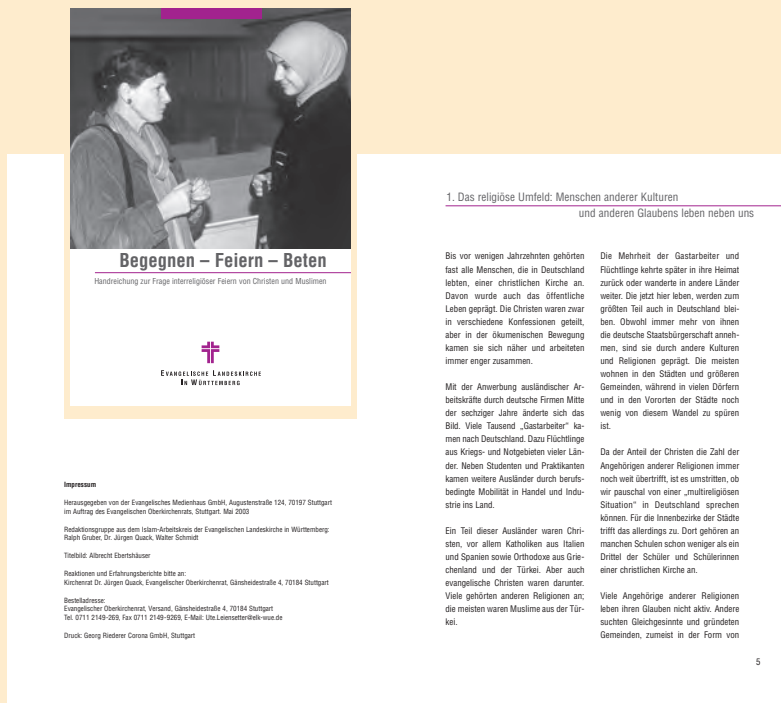 Begegnen – Feiern – Beten
Handreichung zur Frage interreligiöser Feiern von Christen und Muslimen
EVANGELISCHE LANDESKIRCHE
IN WÜRTTEMBERG
Impressum
Herausgegeben von der Evangelisches Medienhaus GmbH, Augustenstraße 124, 70197 Stuttgart
im Auftrag des Evangelischen Oberkirchenrats, Stuttgart. Mai 2003
Redaktionsgruppe aus dem Islam-Arbeitskreis der Evangelischen Landeskirche in Württemberg:
Ralph Gruber, Dr. Jürgen Quack, Walter Schmidt
Titelbild: Albrecht Ebertshäuser
Reaktionen und Erfahrungsberichte bitte an:
Kirchenrat Dr. Jürgen Quack, Evangelischer Oberkirchenrat, Gänsheidestraße 4, 70184 Stuttgart
Bestelladresse:
Evangelischer Oberkirchenrat, Versand, Gänsheidestraße 4, 70184 Stuttgart
Tel. 0711 2149-269, Fax 0711 2149-9269, E-Mail: Ute.Leiensetter@elk-wue.de
Druck: Georg Riederer Corona GmbH, Stuttgart
1. Das religiöse Umfeld: Menschen anderer Kulturen
und anderen Glaubens leben neben uns
Bis vor wenigen Jahrzehnten gehörten
fast alle Menschen, die in Deutschland
lebten, einer christlichen Kirche an.
Davon wurde auch das öffentliche
Leben geprägt. Die Christen waren zwar
in verschiedene Konfessionen geteilt,
aber in der ökumenischen Bewegung
kamen sie sich näher und arbeiteten
immer enger zusammen.
Mit der Anwerbung ausländischer Ar-
beitskräfte durch deutsche Firmen Mitte
der sechziger Jahre änderte sich das
Bild. Viele Tausend „Gastarbeiter“ ka-
men nach Deutschland. Dazu Flüchtlinge
aus Kriegs- und Notgebieten vieler Län-
der. Neben Studenten und Praktikanten
kamen weitere Ausländer durch berufs-
bedingte Mobilität in Handel und Indu-
strie ins Land.
Ein Teil dieser Ausländer waren Chri-
sten, vor allem Katholiken aus Italien
und Spanien sowie Orthodoxe aus Grie-
chenland und der Türkei. Aber auch
evangelische Christen waren darunter.
Viele gehörten anderen Religionen an;
die meisten waren Muslime aus der Tür-
kei.
Die Mehrheit der Gastarbeiter und
Flüchtlinge kehrte später in ihre Heimat
zurück oder wanderte in andere Länder
weiter. Die jetzt hier leben, werden zum
größten Teil auch in Deutschland blei-
ben. Obwohl immer mehr von ihnen
die deutsche Staatsbürgerschaft anneh-
men, sind sie durch andere Kulturen
und Religionen geprägt. Die meisten
wohnen in den Städten und größeren
Gemeinden, während in vielen Dörfern
und in den Vororten der Städte noch
wenig von diesem Wandel zu spüren
ist.
Da der Anteil der Christen die Zahl der
Angehörigen anderer Religionen immer
noch weit übertrifft, ist es umstritten, ob
wir pauschal von einer „multireligiösen
Situation“ in Deutschland sprechen
können. Für die Innenbezirke der Städte
trifft das allerdings zu. Dort gehören an
manchen Schulen schon weniger als ein
Drittel der Schüler und Schülerinnen
einer christlichen Kirche an.
Viele Angehörige anderer Religionen
leben ihren Glauben nicht aktiv. Andere
suchten Gleichgesinnte und gründeten
Gemeinden, zumeist in der Form von
5